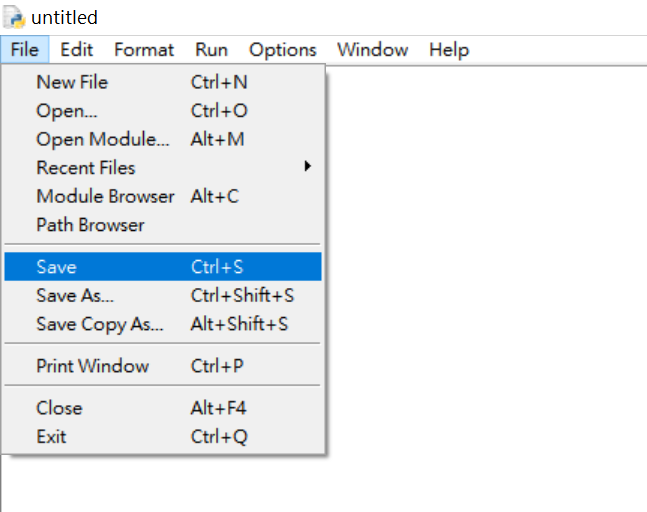 untitled
File Edit Format Run Options Window Help
New File Ctrl+N
Open... Ctrl+O
Open Module... Alt+M
Recent Files
Module Browser Alt+C
Path Browser
Save Ctrl+S
Save As... Ctrl+Shift+S
Save Copy As... Alt+Shift+S
Print Window Ctrl+P
Close Alt+F4
Exit Ctrl+Q